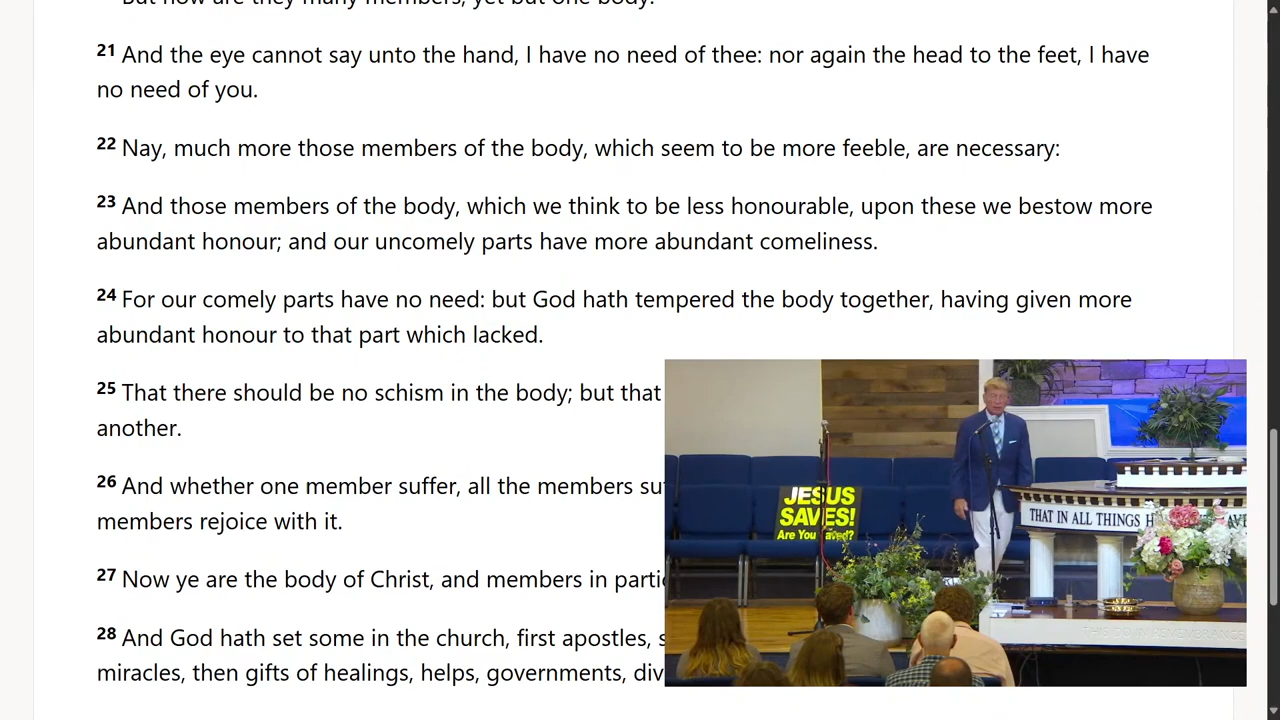 But now are they many members, yet but one body.
21 And the eye cannot say unto the hand, I have no need of thee: nor again the head to the feet, I have
no need of you.
22 Nay, much more those members of the body, which seem to be more feeble, are necessary:
23 And those members of the body, which we think to be less honourable, upon these we bestow more
abundant honour; and our uncomely parts have more abundant comeliness.
24 For our comely parts have no need: but God hath tempered the body together, having given more
abundant honour to that part which lacked.
25 That there should be no schism in the body; but that
another.
26 And whether one member suffer, all the members su
members rejoice with it.
27 Now ye are the body of Christ, and members in partic
28 And God hath set some in the church, first apostles, s
miracles, then gifts of healings, helps, governments, div
JESUS
SAVES!
Are You Saved?
THAT IN ALL THINGS H